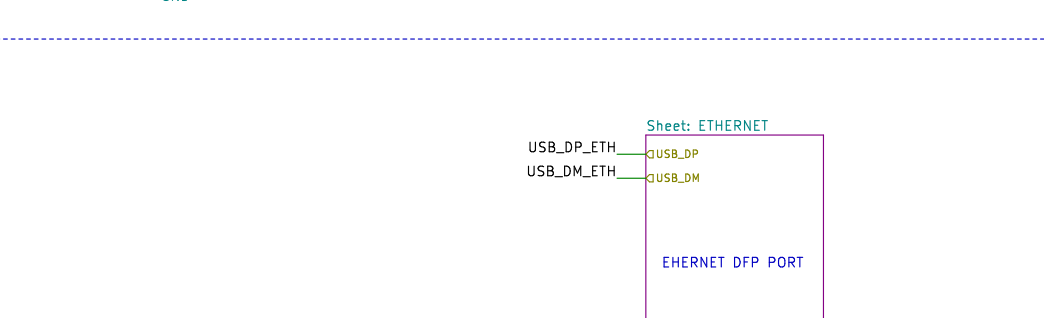 Sheet: ETHERNET
USB_DP_ETH
USB_DP
USB_DM_ETH
USB_DM
EHERNET DFP PORT